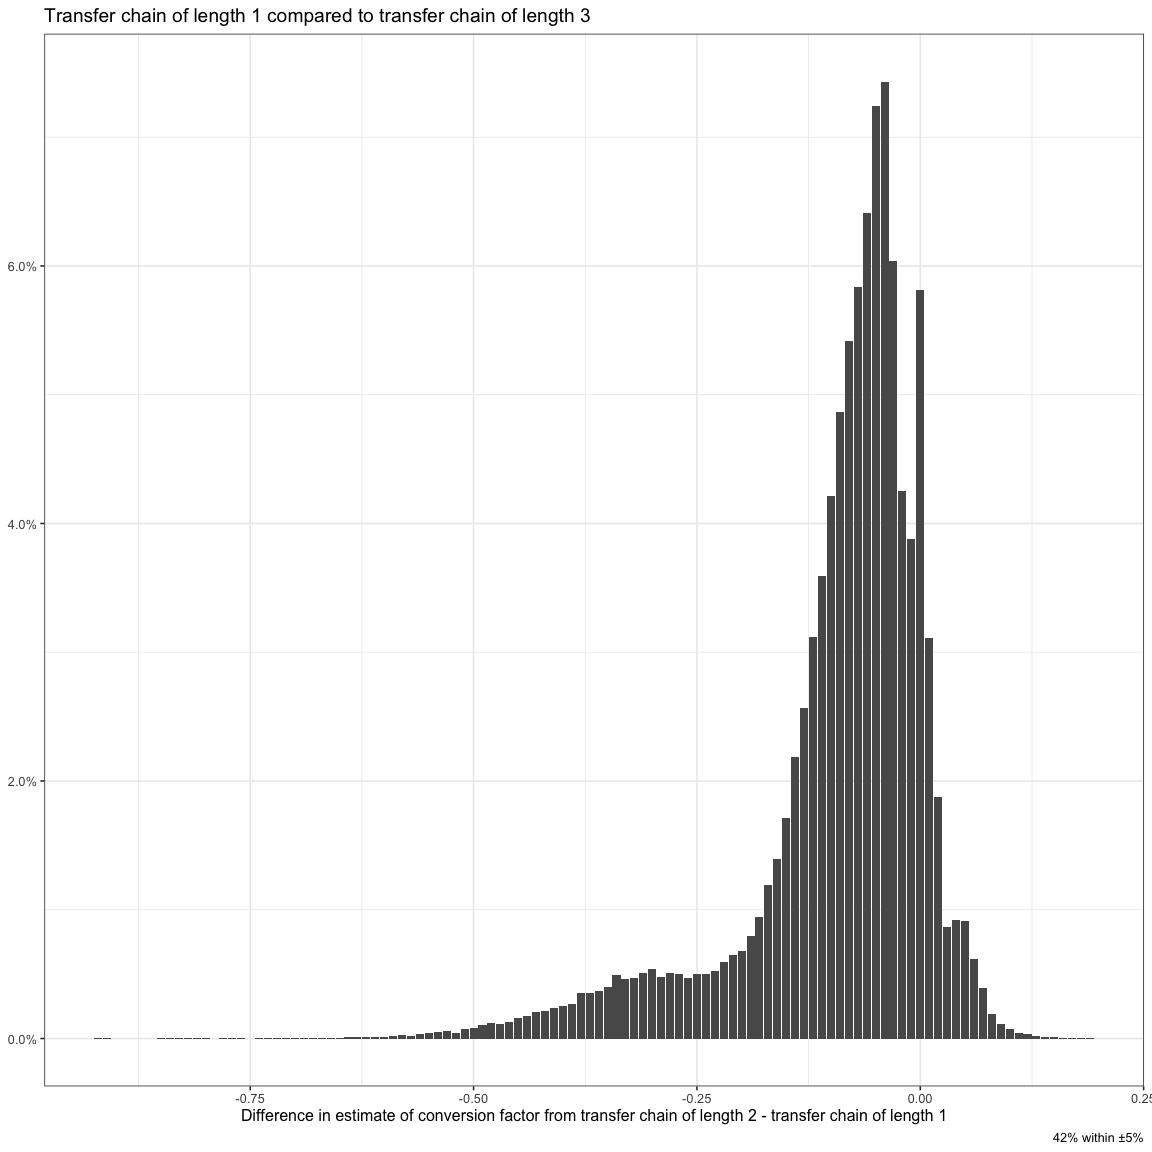 Transfer chain of length 1 compared to transfer chain of length 3
6.0%
4.0%
2.0%
0.0%
-0.75 -0.50 -0.25 0.00 0.25
Difference in estimate of conversion factor from transfer chain of length 2 - transfer chain of length 1
42% within ±5%